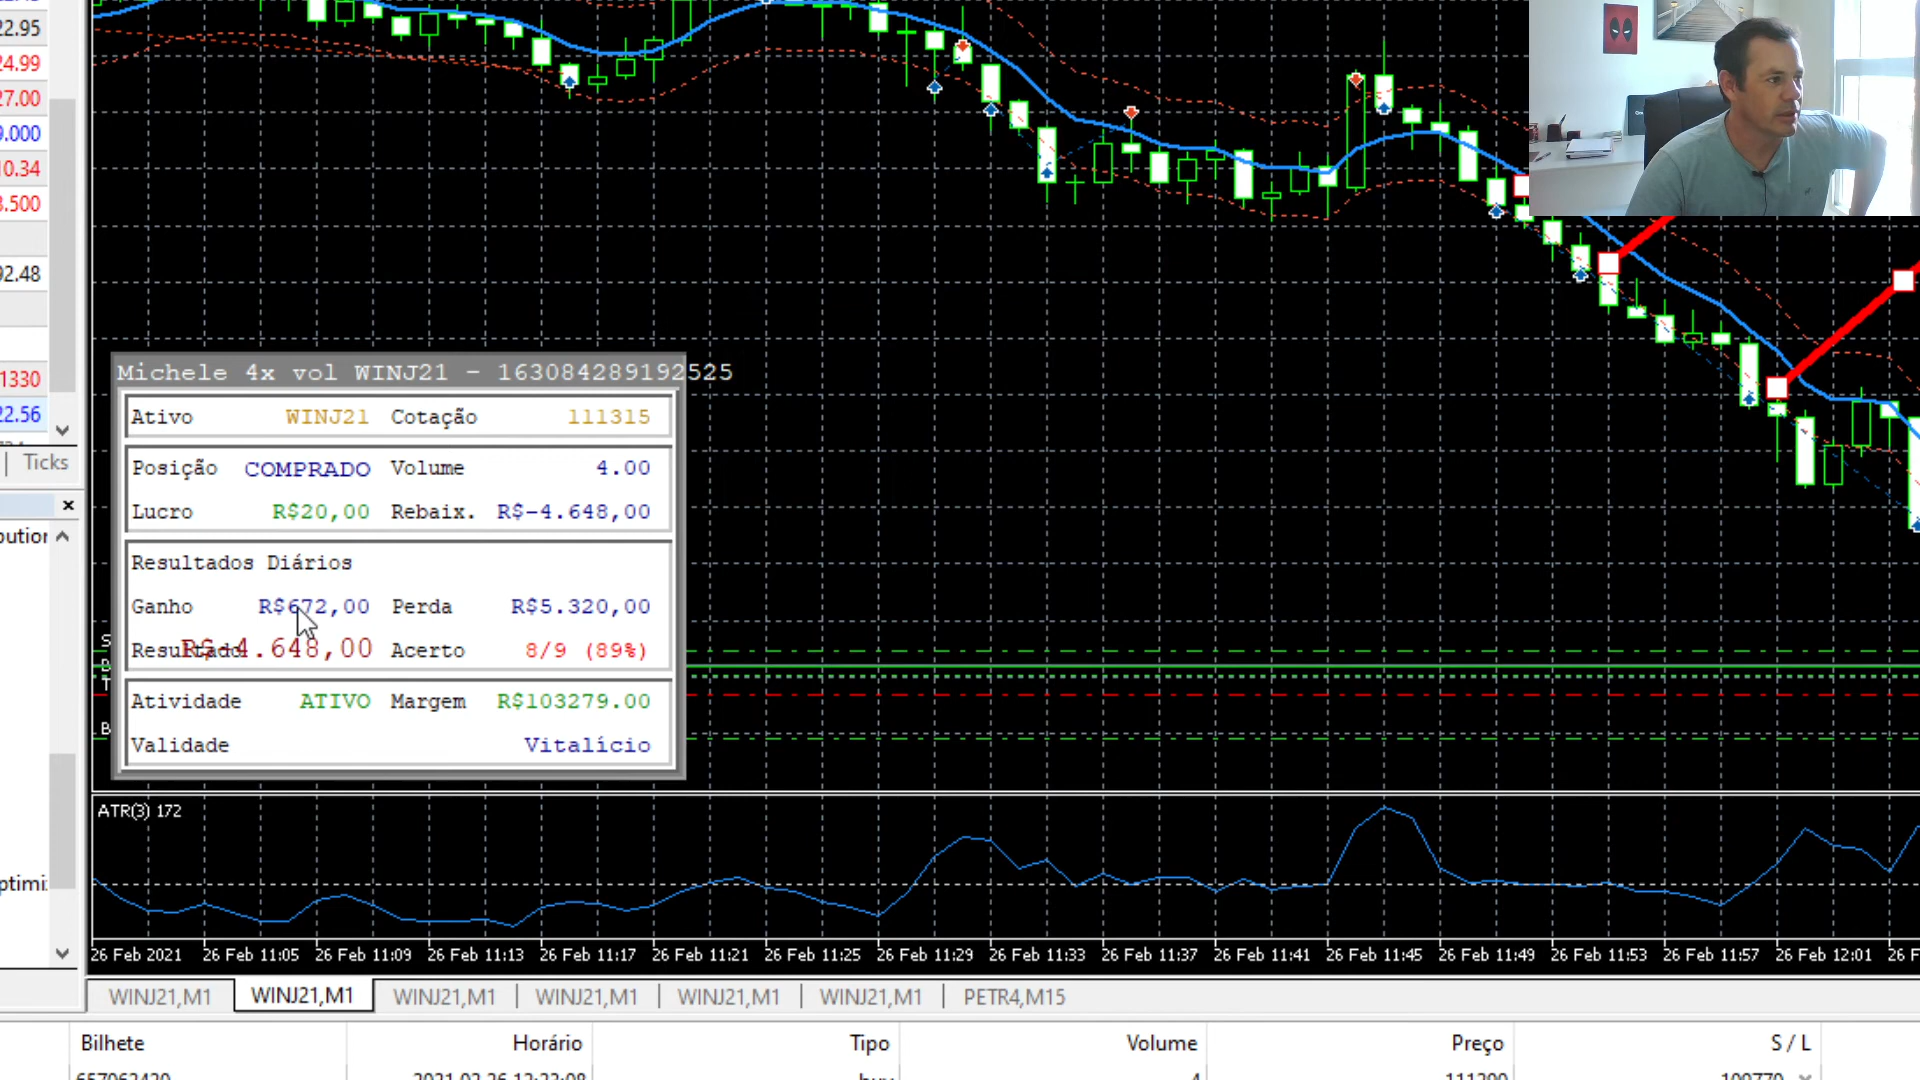 22.95
24.99
27.00
9.000
10.34
3.500
92.48
1330
22.56
Ticks
Michele 4x vol WINJ21 - 163084289192525
Ativo WINJ21 Cotação 111315
Posição COMPRADO Volume 4.00
Lucro R$20,00 Rebaix. R$-4.648,00
Resultados Diários
Ganho R$672,00 Perda R$5.320,00
Resultado R$-4.648,00 Acerto 8/9 (89%)
Atividade ATIVO Margem R$103279.00
Validade Vitalício
ATR(3) 172
26 Feb 2021 26 Feb 11:05 26 Feb 11:09 26 Feb 11:13 26 Feb 11:17 26 Feb 11:21 26 Feb 11:25 26 Feb 11:29 26 Feb 11:33 26 Feb 11:37 26 Feb 11:41 26 Feb 11:45 26 Feb 11:49 26 Feb 11:53 26 Feb 11:57 26 Feb 12:01 26 F
WINJ21,M1 WINJ21,M1 WINJ21,M1 WINJ21,M1 WINJ21,M1 WINJ21,M1 PETR4,M15
Bilhete Horário Tipo Volume Preço S / L